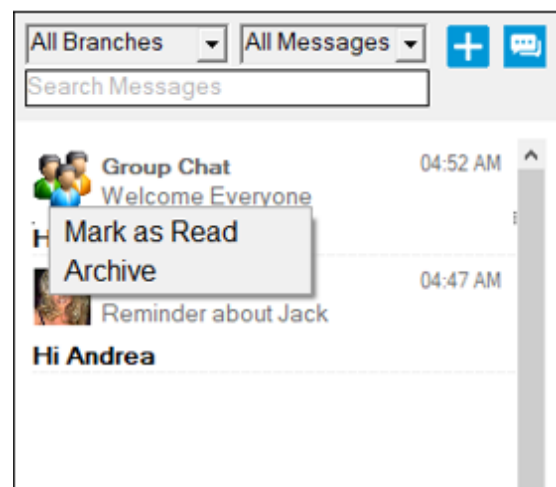 All Branches All Messages
Search Messages
Group Chat 04:52 AM
Welcome Everyone
Mark as Read
Archive
04:47 AM
Reminder about Jack
Hi Andrea